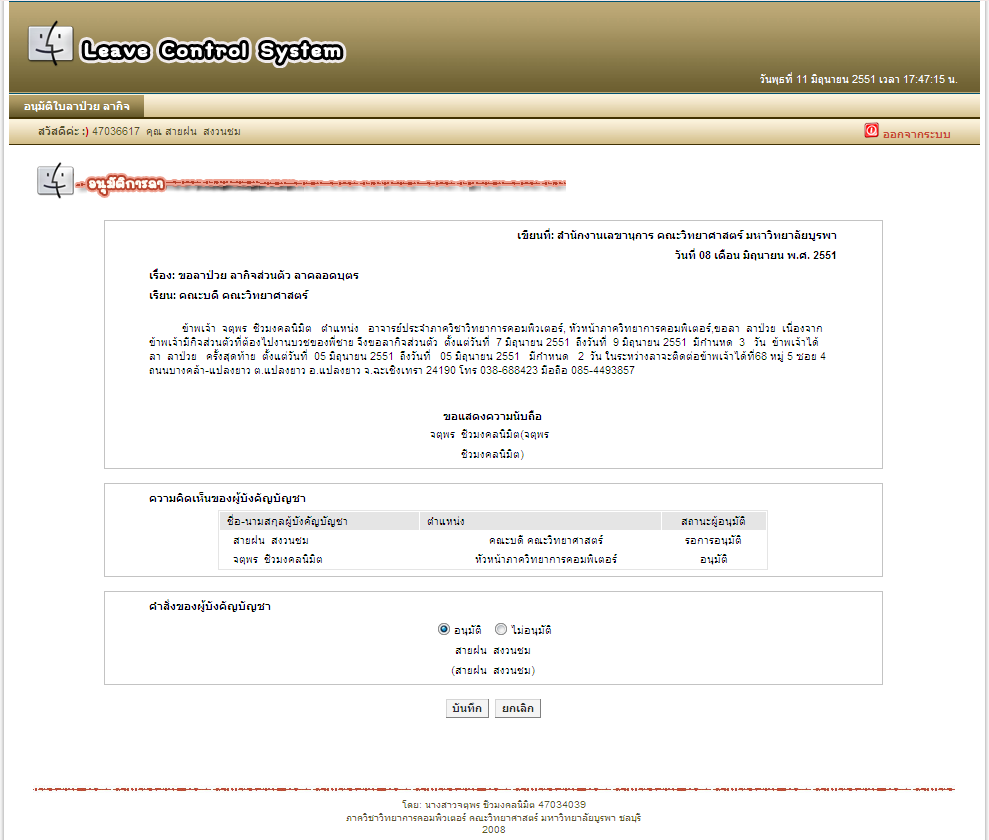 Leave Control System
วันพุธที่ 11 มิถุนายน 2551 เวลา 17:47:15 น.
อนุมัติใบลาป่วย ลากิจ
สวัสดีค่ะ :) 47036617 คุณ สายฝน สงวนชม
ออกจากระบบ
อนุมัติการลา
เขียนที่: สำนักงานเลขานุการ คณะวิทยาศาสตร์ มหาวิทยาลัยบูรพา
วันที่ 08 เดือน มิถุนายน พ.ศ. 2551
เรื่อง: ขอลาป่วย ลากิจส่วนตัว ลาคลอดบุตร
เรียน: คณะบดี คณะวิทยาศาสตร์
ข้าพเจ้า จตุพร ชิวมงคลนิมิต ตำแหน่ง อาจารย์ประจำภาควิชาวิทยาการคอมพิวเตอร์, หัวหน้าภาควิทยาการคอมพิเตอร์,ขอลา ลาป่วย เนื่องจาก
ข้าพเจ้ามีกิจส่วนตัวที่ต้องไปงานบวชของพี่ชาย จึงขอลากิจส่วนตัว ตั้งแต่วันที่ 7 มิถุนายน 2551 ถึงวันที่ 9 มิถุนายน 2551 มีกำนหด 3 วัน ข้าพเจ้าได้
ลา ลาป่วย ครั้งสุดท้าย ตั้งแต่วันที่ 05 มิถุนายน 2551 ถึงวันที่ 05 มิถุนายน 2551 มีกำหนด 2 วัน ในระหว่างลาจะติดต่อข้าพเจ้าได้ที่68 หมู่ 5 ซอย 4
ถนนบางคล้า-แปลงยาว ต.แปลงยาว อ.แปลงยาว จ.ฉะเชิงเทรา 24190 โทร 038-688423 มือถือ 085-4493857
ขอแสดงความนับถือ
จตุพร ชิวมงคลนิมิต(จตุพร
ชิวมงคลนิมิต)
ความคิดเห็นของผู้บังคัญบัญชา
ชื่อ-นามสกุลผู้บังคัญบัญชา ตำแหน่ง สถานะผู้อนุมัติ
สายฝน สงวนชม คณะบดี คณะวิทยาศาสตร์ รอการอนุมัติ
จตุพร ชิวมงคลนิมิต หัวหน้าภาควิทยาการคอมพิเตอร์ อนุมัติ
คำสั่งของผู้บังคัญบัญชา
อนุมัติ ไม่อนุมัติ
สายฝน สงวนชม
(สายฝน สงวนชม)
บันทึก ยกเลิก
โดย: นางสาวจตุพร ชิวมงคลนิมิต 47034039
ภาควิชาวิทยาการคอมพิวเตอร์ คณะวิทยาศาสตร์ มหาวิทยาลัยบูรพา ชลบุรี
2008